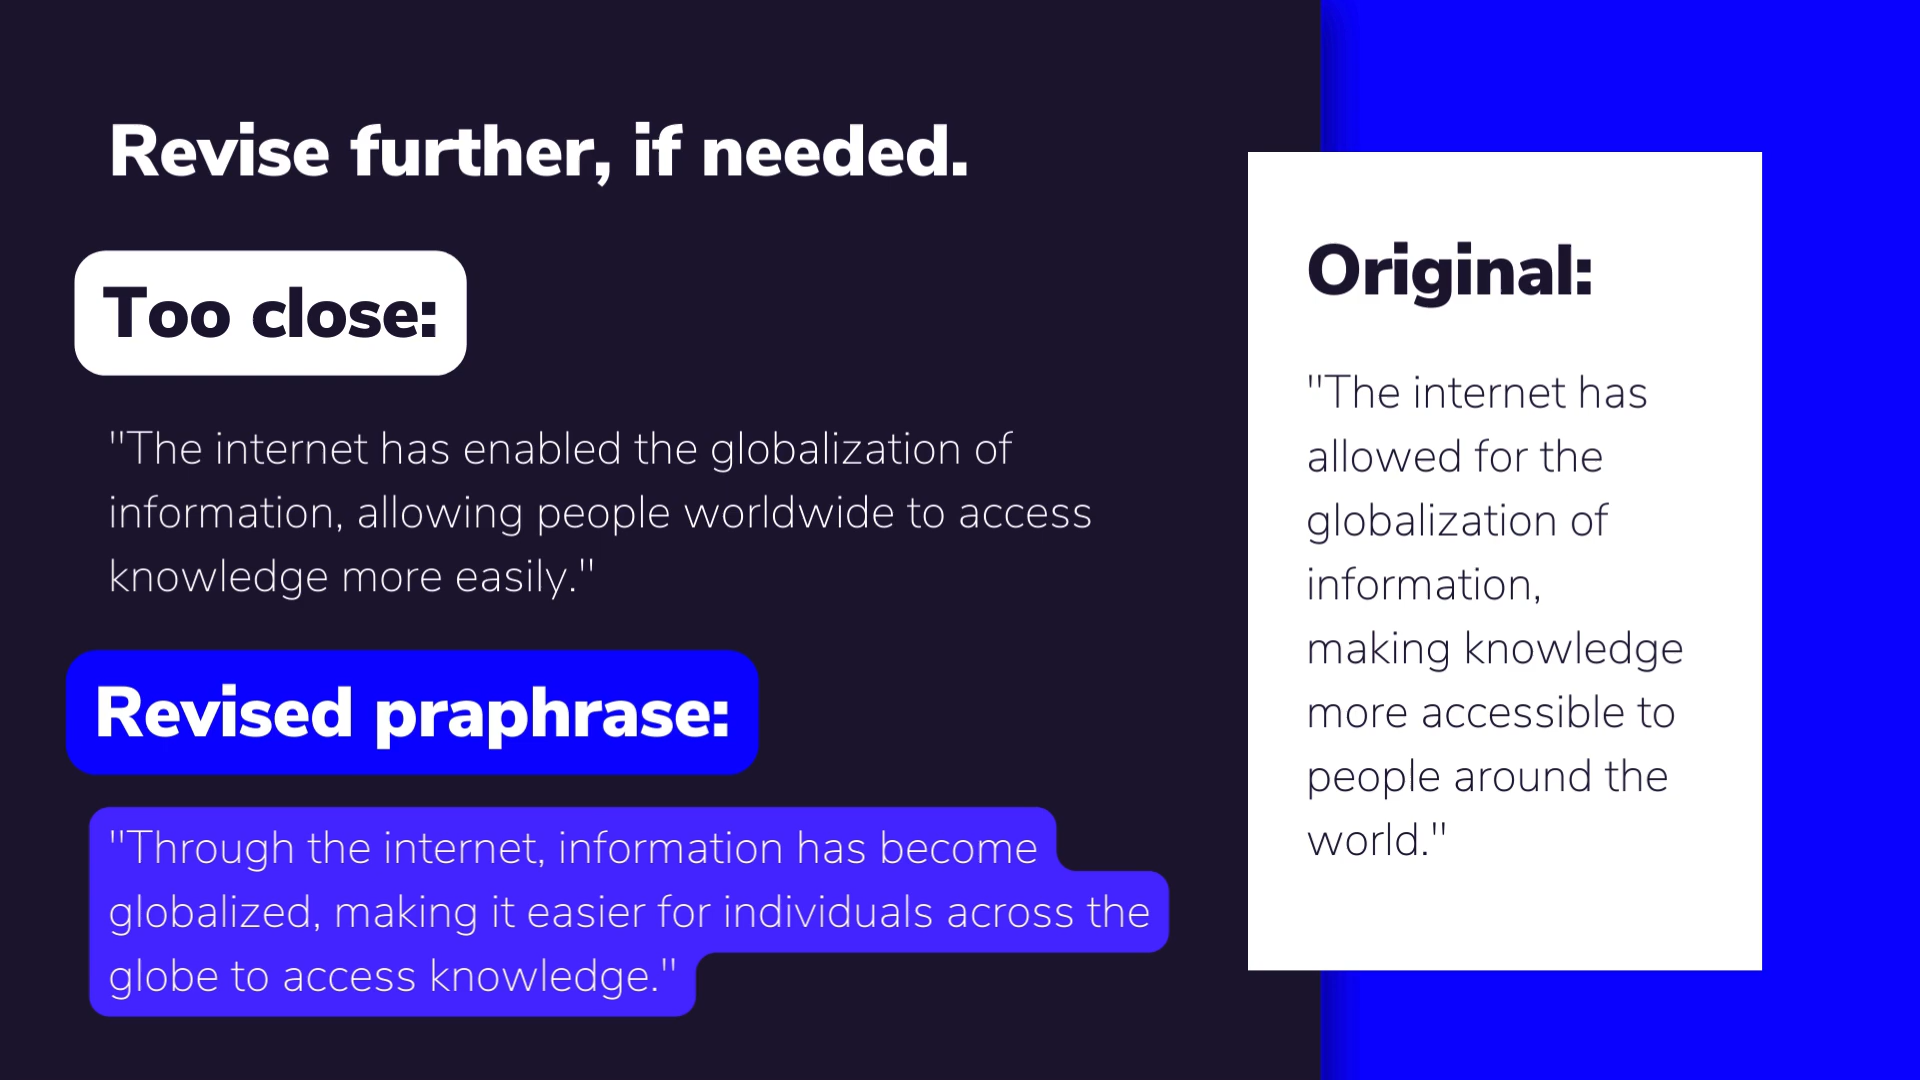 Revise further, if needed.
Too close:
"The internet has enabled the globalization of
information, allowing people worldwide to access
knowledge more easily."
Revised praphrase:
"Through the internet, information has become
globalized, making it easier for individuals across the
globe to access knowledge."
Original:
"The internet has
allowed for the
globalization of
information,
making knowledge
more accessible to
people around the
world."